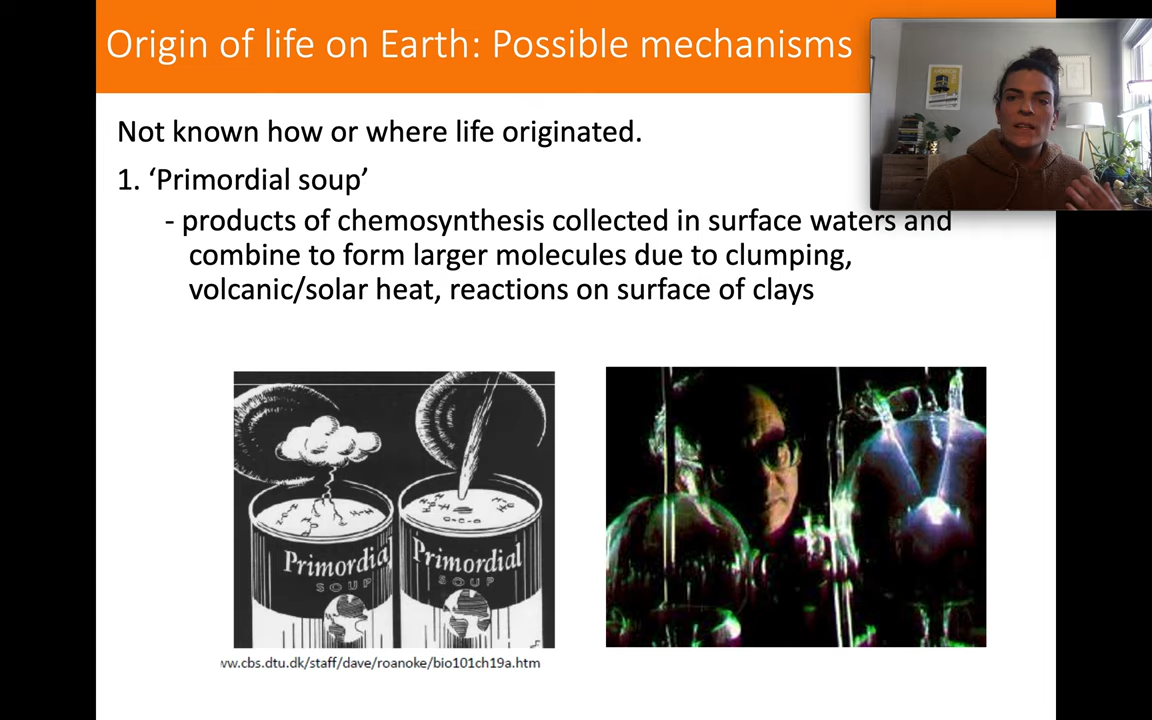 Origin of life on Earth: Possible mechanisms
Not known how or where life originated.
1. ‘Primordial soup’
- products of chemosynthesis collected in surface waters and
combine to form larger molecules due to clumping,
volcanic/solar heat, reactions on surface of clays
Primordial
SOUP
Primordial
SOUP
ww.cbs.dtu.dk/staff/dave/roanoke/bio101ch19a.htm